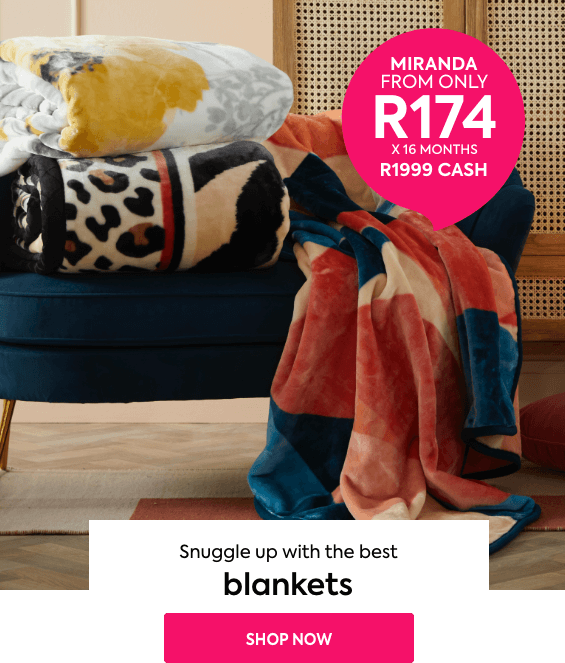 MIRANDA
FROM ONLY
R174
X 16 MONTHS
R1999 CASH
Snuggle up with the best
blankets
SHOP NOW